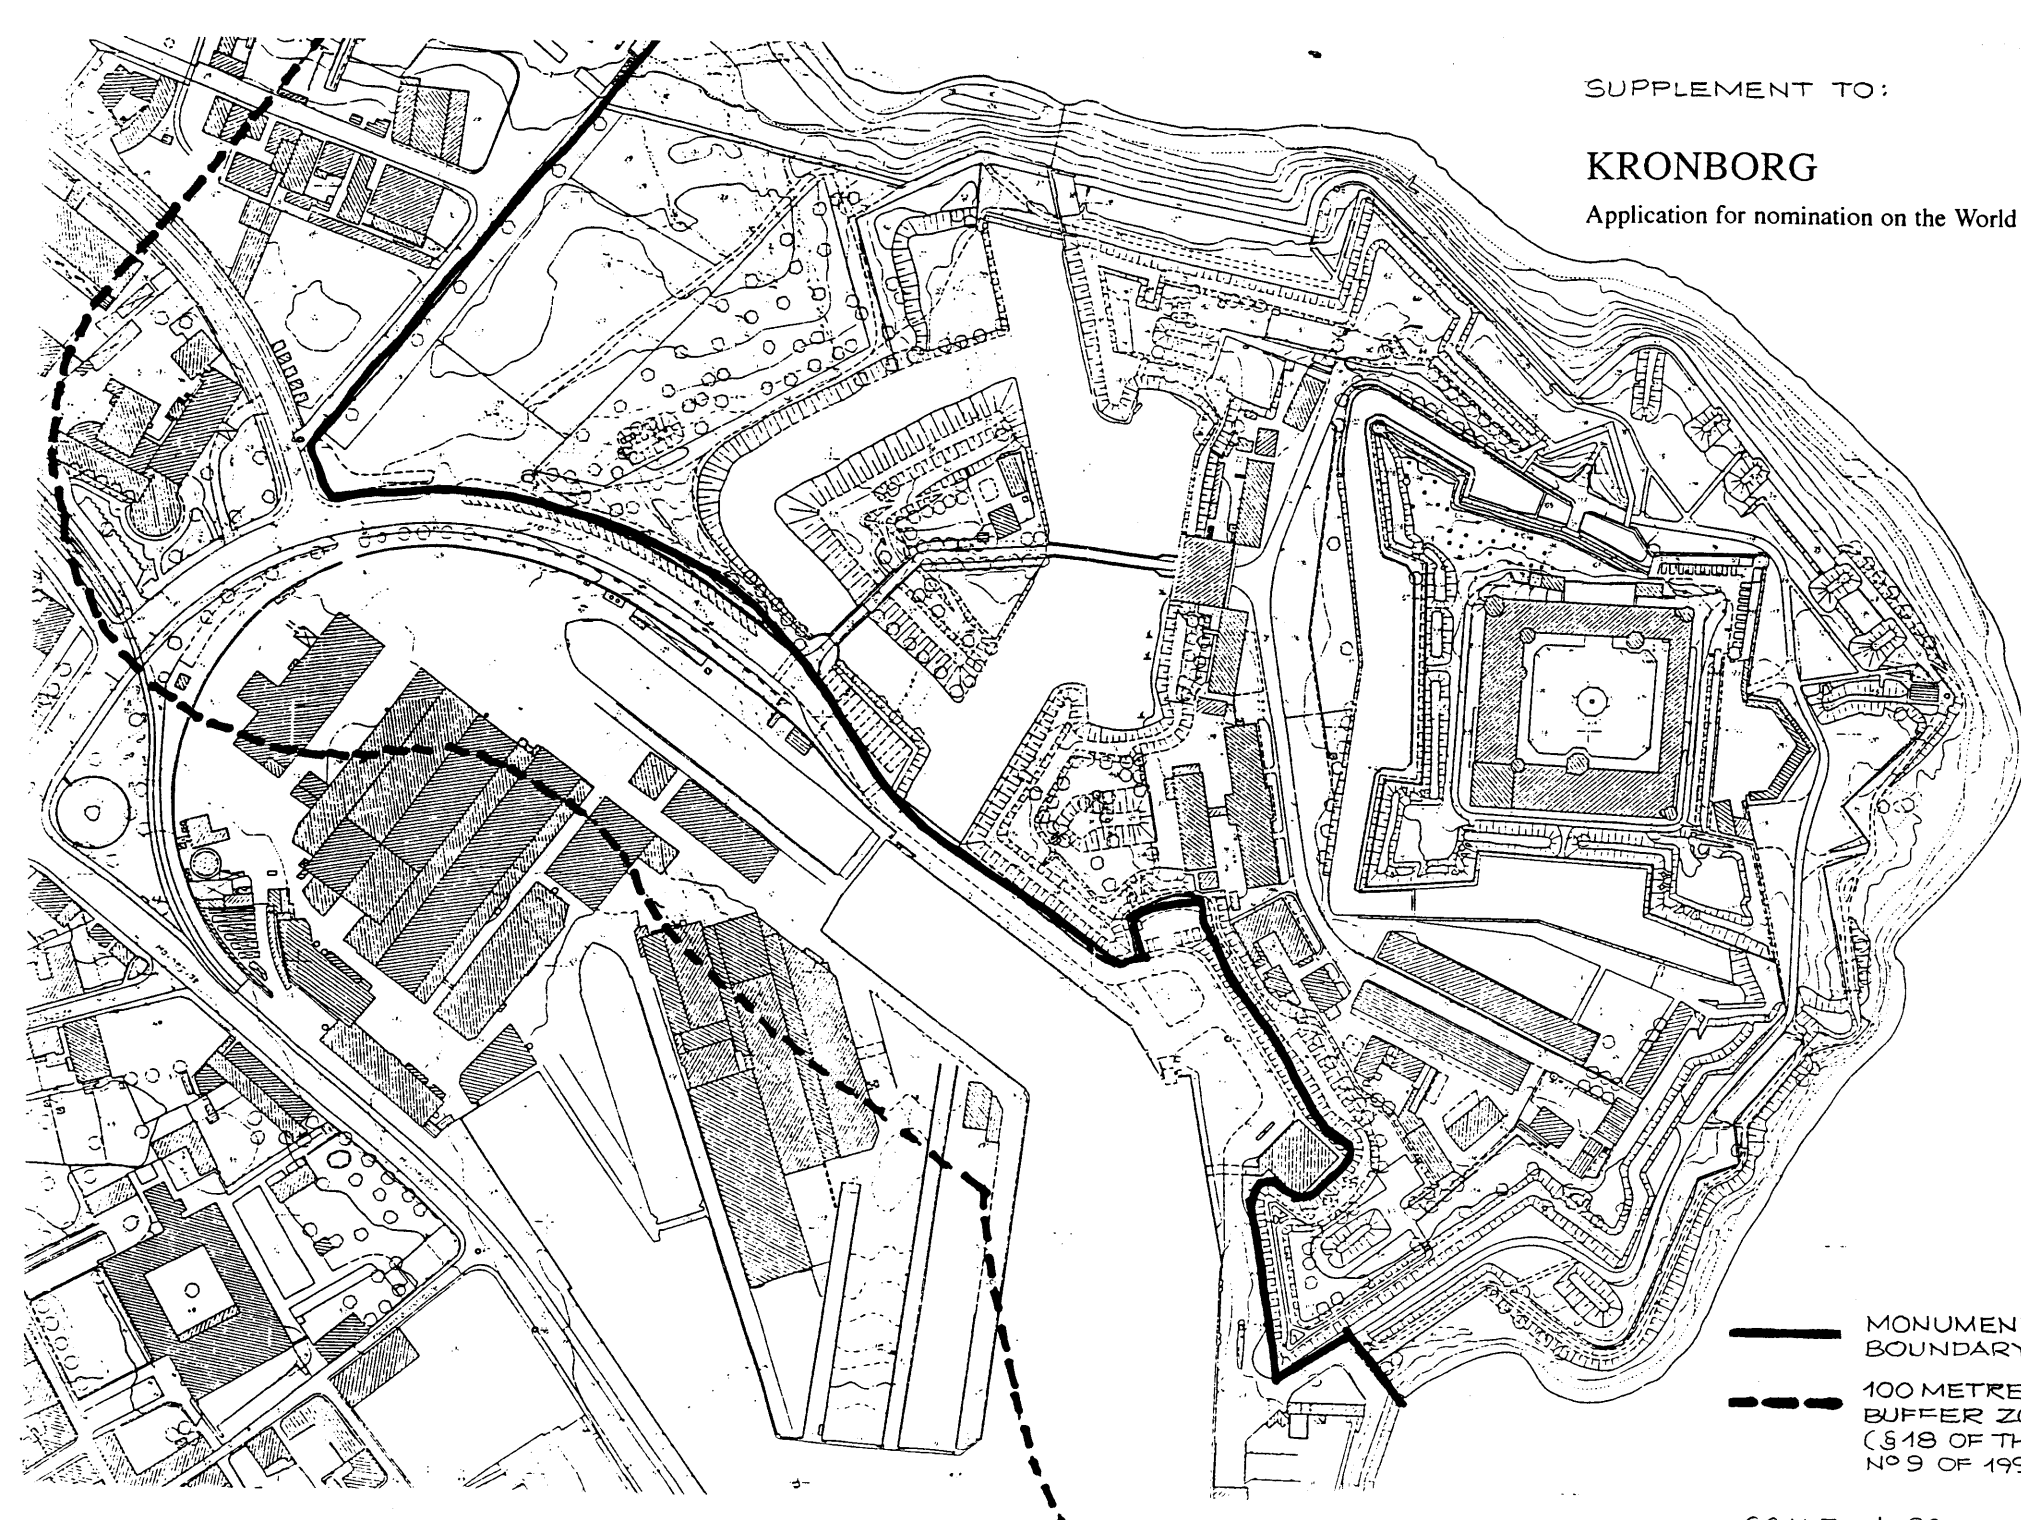 SUPPLEMENT TO:
KRONBORG
Application for nomination on the World
MONUMEN
BOUNDARY
100 METRE
BUFFER ZO
(§18 OF TH
Nº 9 OF 199